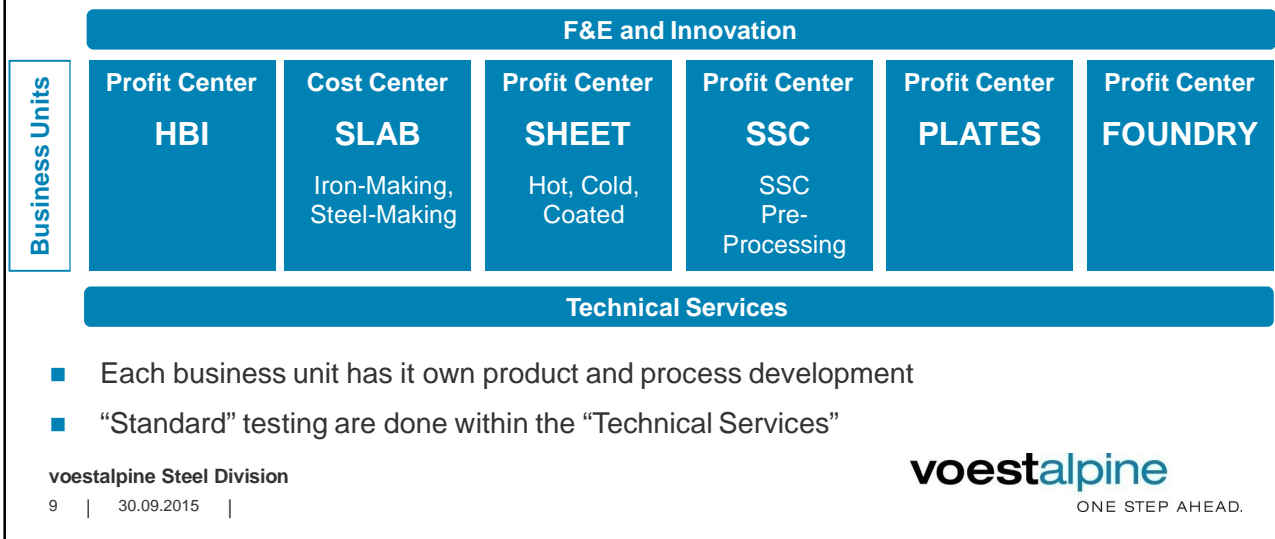 F&E and Innovation
Business Units
Profit Center
HBI
Cost Center
SLAB
Iron-Making,
Steel-Making
Profit Center
SHEET
Hot, Cold,
Coated
Profit Center
SSC
SSC
Pre-
Processing
Profit Center
PLATES
Profit Center
FOUNDRY
Technical Services
Each business unit has it own product and process development
“Standard” testing are done within the “Technical Services”
voestalpine Steel Division
9 | 30.09.2015 |
voestalpine
ONE STEP AHEAD.